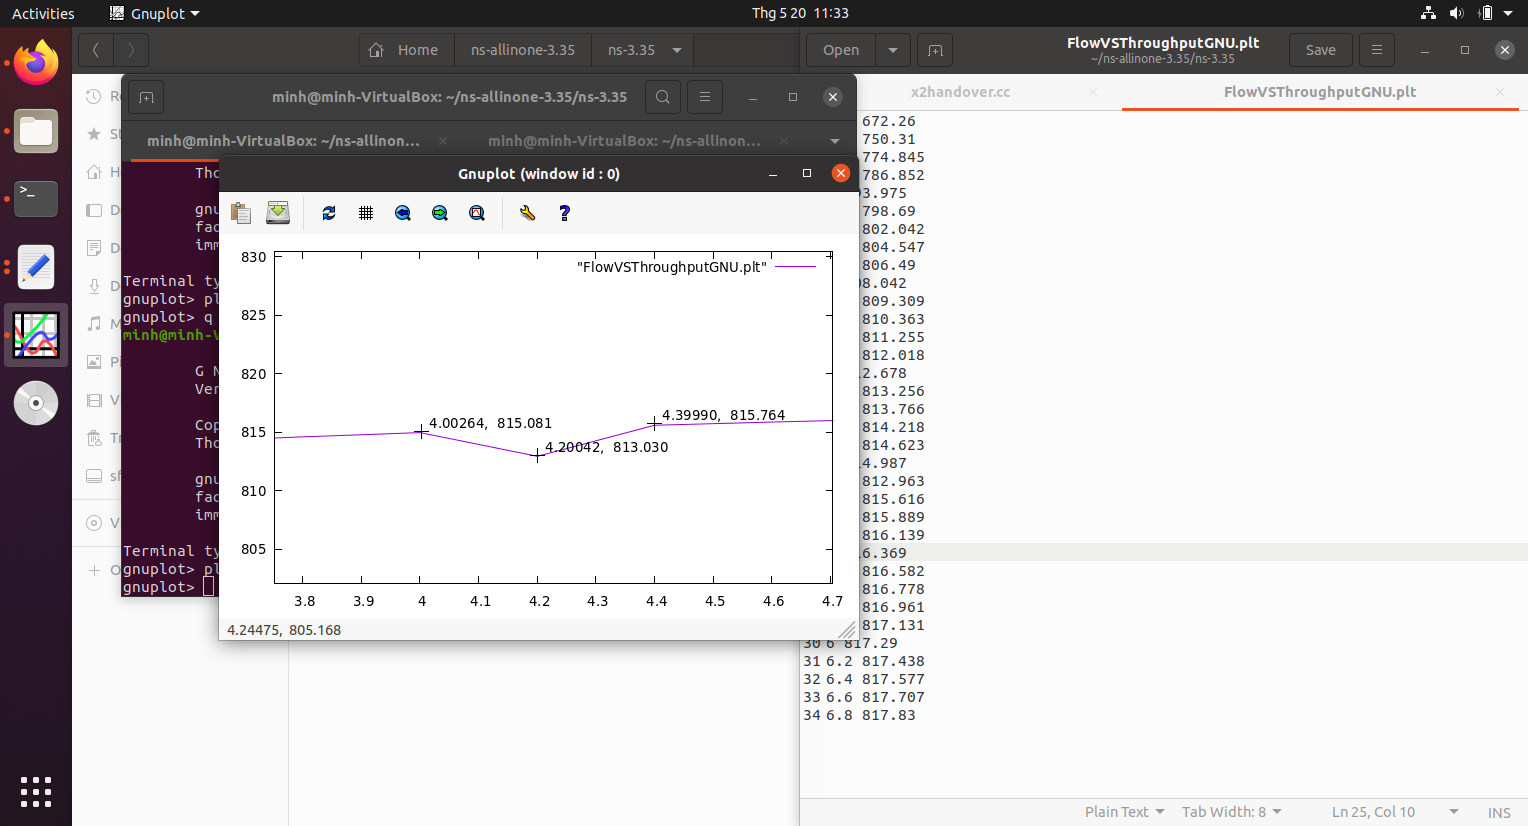 Activities
Gnuplot
Thg 5 20 11:33
Home
ns-allinone-3.35
ns-3.35
Open
FlowVSThroughputGNU.plt
~/ns-allinone-3.35/ns-3.35
Save
minh@minh-VirtualBox: ~/ns-allinone-3.35/ns-3.35
x2handover.cc
FlowVSThroughputGNU.plt
minh@minh-VirtualBox: ~/ns-allinon...
minh@minh-VirtualBox: ~/ns-allinon...
Tho
gnu
fac
imm
Terminal ty
gnuplot> pl
gnuplot> q
minh@minh-V
G N
Ver
Cop
Tho
gnu
fac
imm
Terminal ty
gnuplot> pl
gnuplot>
Gnuplot (window id : 0)
"FlowVSThroughputGNU.plt"
830
825
820
815
810
805
4.00264, 815.081
4.20042, 813.030
4.39990, 815.764
3.8 3.9 4 4.1 4.2 4.3 4.4 4.5 4.6 4.7
4.24475, 805.168
672.26
750.31
774.845
786.852
3.975
798.69
802.042
804.547
806.49
8.042
809.309
810.363
811.255
812.018
2.678
813.256
813.766
814.218
814.623
4.987
812.963
815.616
815.889
816.139
6.369
816.582
816.778
816.961
817.131
30 6 817.29
31 6.2 817.438
32 6.4 817.577
33 6.6 817.707
34 6.8 817.83
Plain Text
Tab Width: 8
Ln 25, Col 10
INS